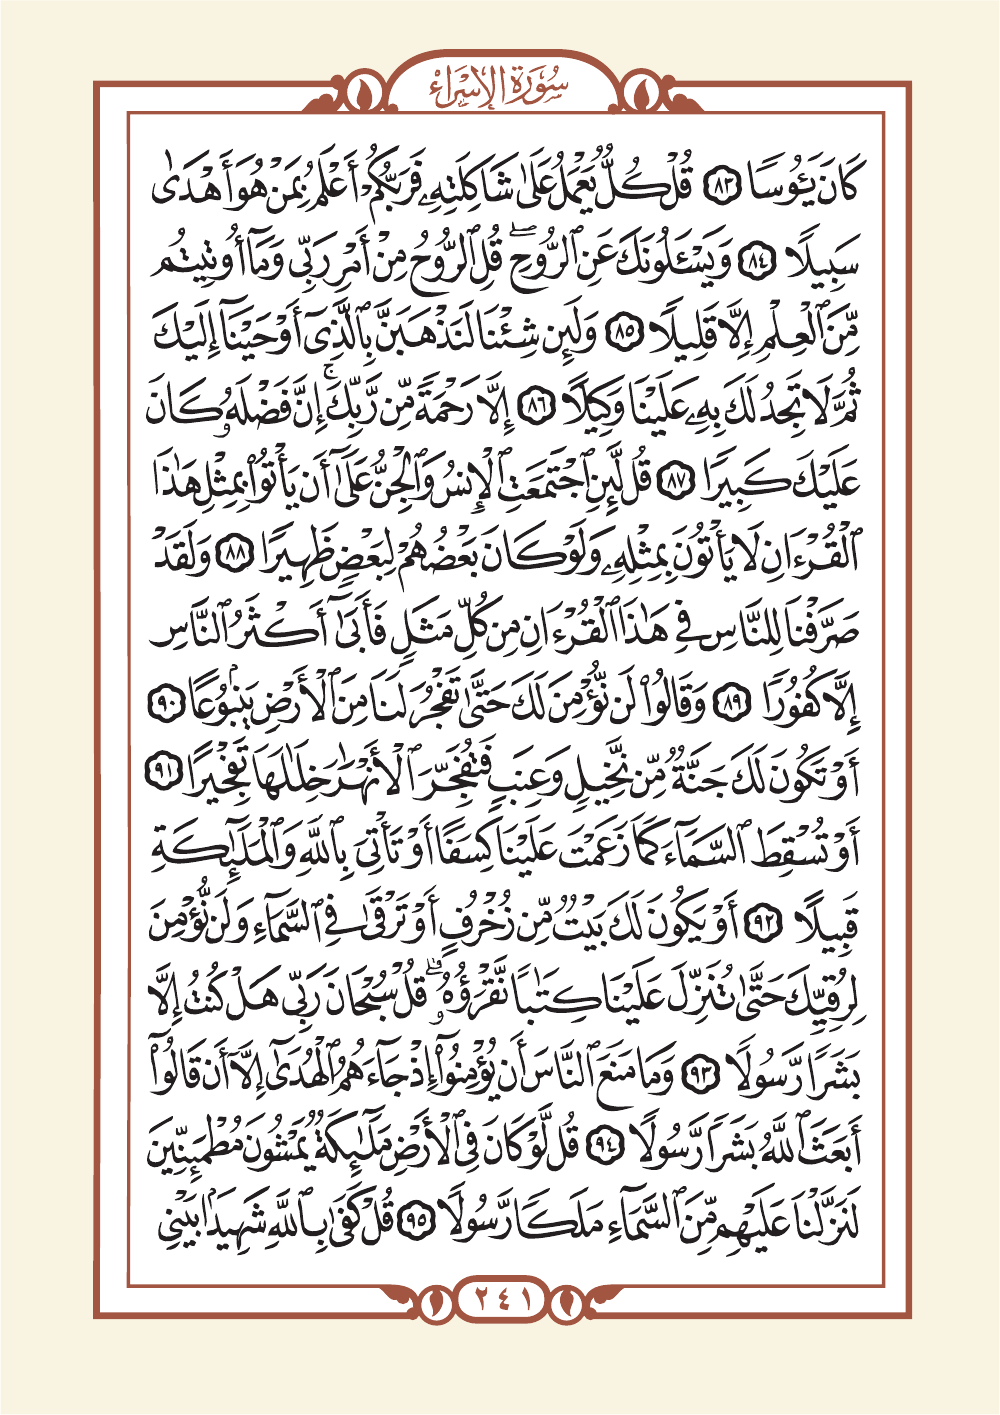 سُورَةُ الإِسْرَاءِ
كَانَ يَـُٔوسًا ۝٨٣ قُلْ كُلٌّ يَعْمَلُ عَلَىٰ شَاكِلَتِهِۦ فَرَبُّكُمْ أَعْلَمُ بِمَنْ هُوَ أَهْدَىٰ
سَبِيلًا ۝٨٤ وَيَسْـَٔلُونَكَ عَنِ ٱلرُّوحِ ۖ قُلِ ٱلرُّوحُ مِنْ أَمْرِ رَبِّي وَمَآ أُوتِيتُم
مِّنَ ٱلْعِلْمِ إِلَّا قَلِيلًا ۝٨٥ وَلَئِن شِئْنَا لَنَذْهَبَنَّ بِٱلَّذِىٓ أَوْحَيْنَآ إِلَيْكَ
ثُمَّ لَا تَجِدُ لَكَ بِهِۦ عَلَيْنَا وَكِيلًا ۝٨٦ إِلَّا رَحْمَةً مِّن رَّبِّكَ ۚ إِنَّ فَضْلَهُۥ كَانَ
عَلَيْكَ كَبِيرًا ۝٨٧ قُل لَّئِنِ ٱجْتَمَعَتِ ٱلْإِنسُ وَٱلْجِنُّ عَلَىٰٓ أَن يَأْتُوا۟ بِمِثْلِ هَٰذَا
ٱلْقُرْءَانِ لَا يَأْتُونَ بِمِثْلِهِۦ وَلَوْ كَانَ بَعْضُهُمْ لِبَعْضٍ ظَهِيرًا ۝٨٨ وَلَقَدْ
صَرَّفْنَا لِلنَّاسِ فِي هَٰذَا ٱلْقُرْءَانِ مِن كُلِّ مَثَلٍ فَأَبَىٰٓ أَكْثَرُ ٱلنَّاسِ
إِلَّا كُفُورًا ۝٨٩ وَقَالُوا۟ لَن نُّؤْمِنَ لَكَ حَتَّىٰ تَفْجُرَ لَنَا مِنَ ٱلْأَرْضِ يَنۢبُوعًا ۝٩٠
أَوْ تَكُونَ لَكَ جَنَّةٌ مِّن نَّخِيلٍ وَعِنَبٍ فَتُفَجِّرَ ٱلْأَنْهَٰرَ خِلَٰلَهَا تَفْجِيرًا ۝٩١
أَوْ تُسْقِطَ ٱلسَّمَآءَ كَمَا زَعَمْتَ عَلَيْنَا كِسَفًا أَوْ تَأْتِىَ بِٱللَّهِ وَٱلْمَلَٰٓئِكَةِ
قَبِيلًا ۝٩٢ أَوْ يَكُونَ لَكَ بَيْتٌ مِّن زُخْرُفٍ أَوْ تَرْقَىٰ فِي ٱلسَّمَآءِ وَلَن نُّؤْمِنَ
لِرُقِيِّكَ حَتَّىٰ تُنَزِّلَ عَلَيْنَا كِتَٰبًا نَّقْرَؤُهُۥ ۗ قُلْ سُبْحَانَ رَبِّي هَلْ كُنتُ إِلَّا
بَشَرًا رَّسُولًا ۝٩٣ وَمَا مَنَعَ ٱلنَّاسَ أَن يُؤْمِنُوٓا۟ إِذْ جَآءَهُمُ ٱلْهُدَىٰٓ إِلَّآ أَن قَالُوٓا۟
أَبَعَثَ ٱللَّهُ بَشَرًا رَّسُولًا ۝٩٤ قُل لَّوْ كَانَ فِي ٱلْأَرْضِ مَلَٰٓئِكَةٌ يَمْشُونَ مُطْمَئِنِّينَ
لَنَزَّلْنَا عَلَيْهِم مِّنَ ٱلسَّمَآءِ مَلَكًا رَّسُولًا ۝٩٥ قُلْ كَفَىٰ بِٱللَّهِ شَهِيدًۢا بَيْنِي
٢٤١